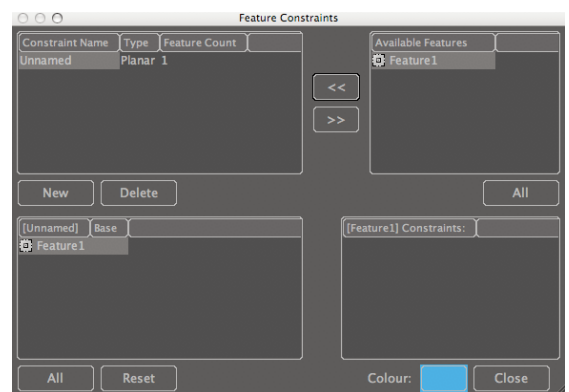 Feature Constraints
Constraint Name Type Feature Count
Unnamed Planar 1
Available Features
Feature1
<<
>>
New Delete
All
[Unnamed] Base
Feature1
[Feature1] Constraints:
All Reset
Colour: Close